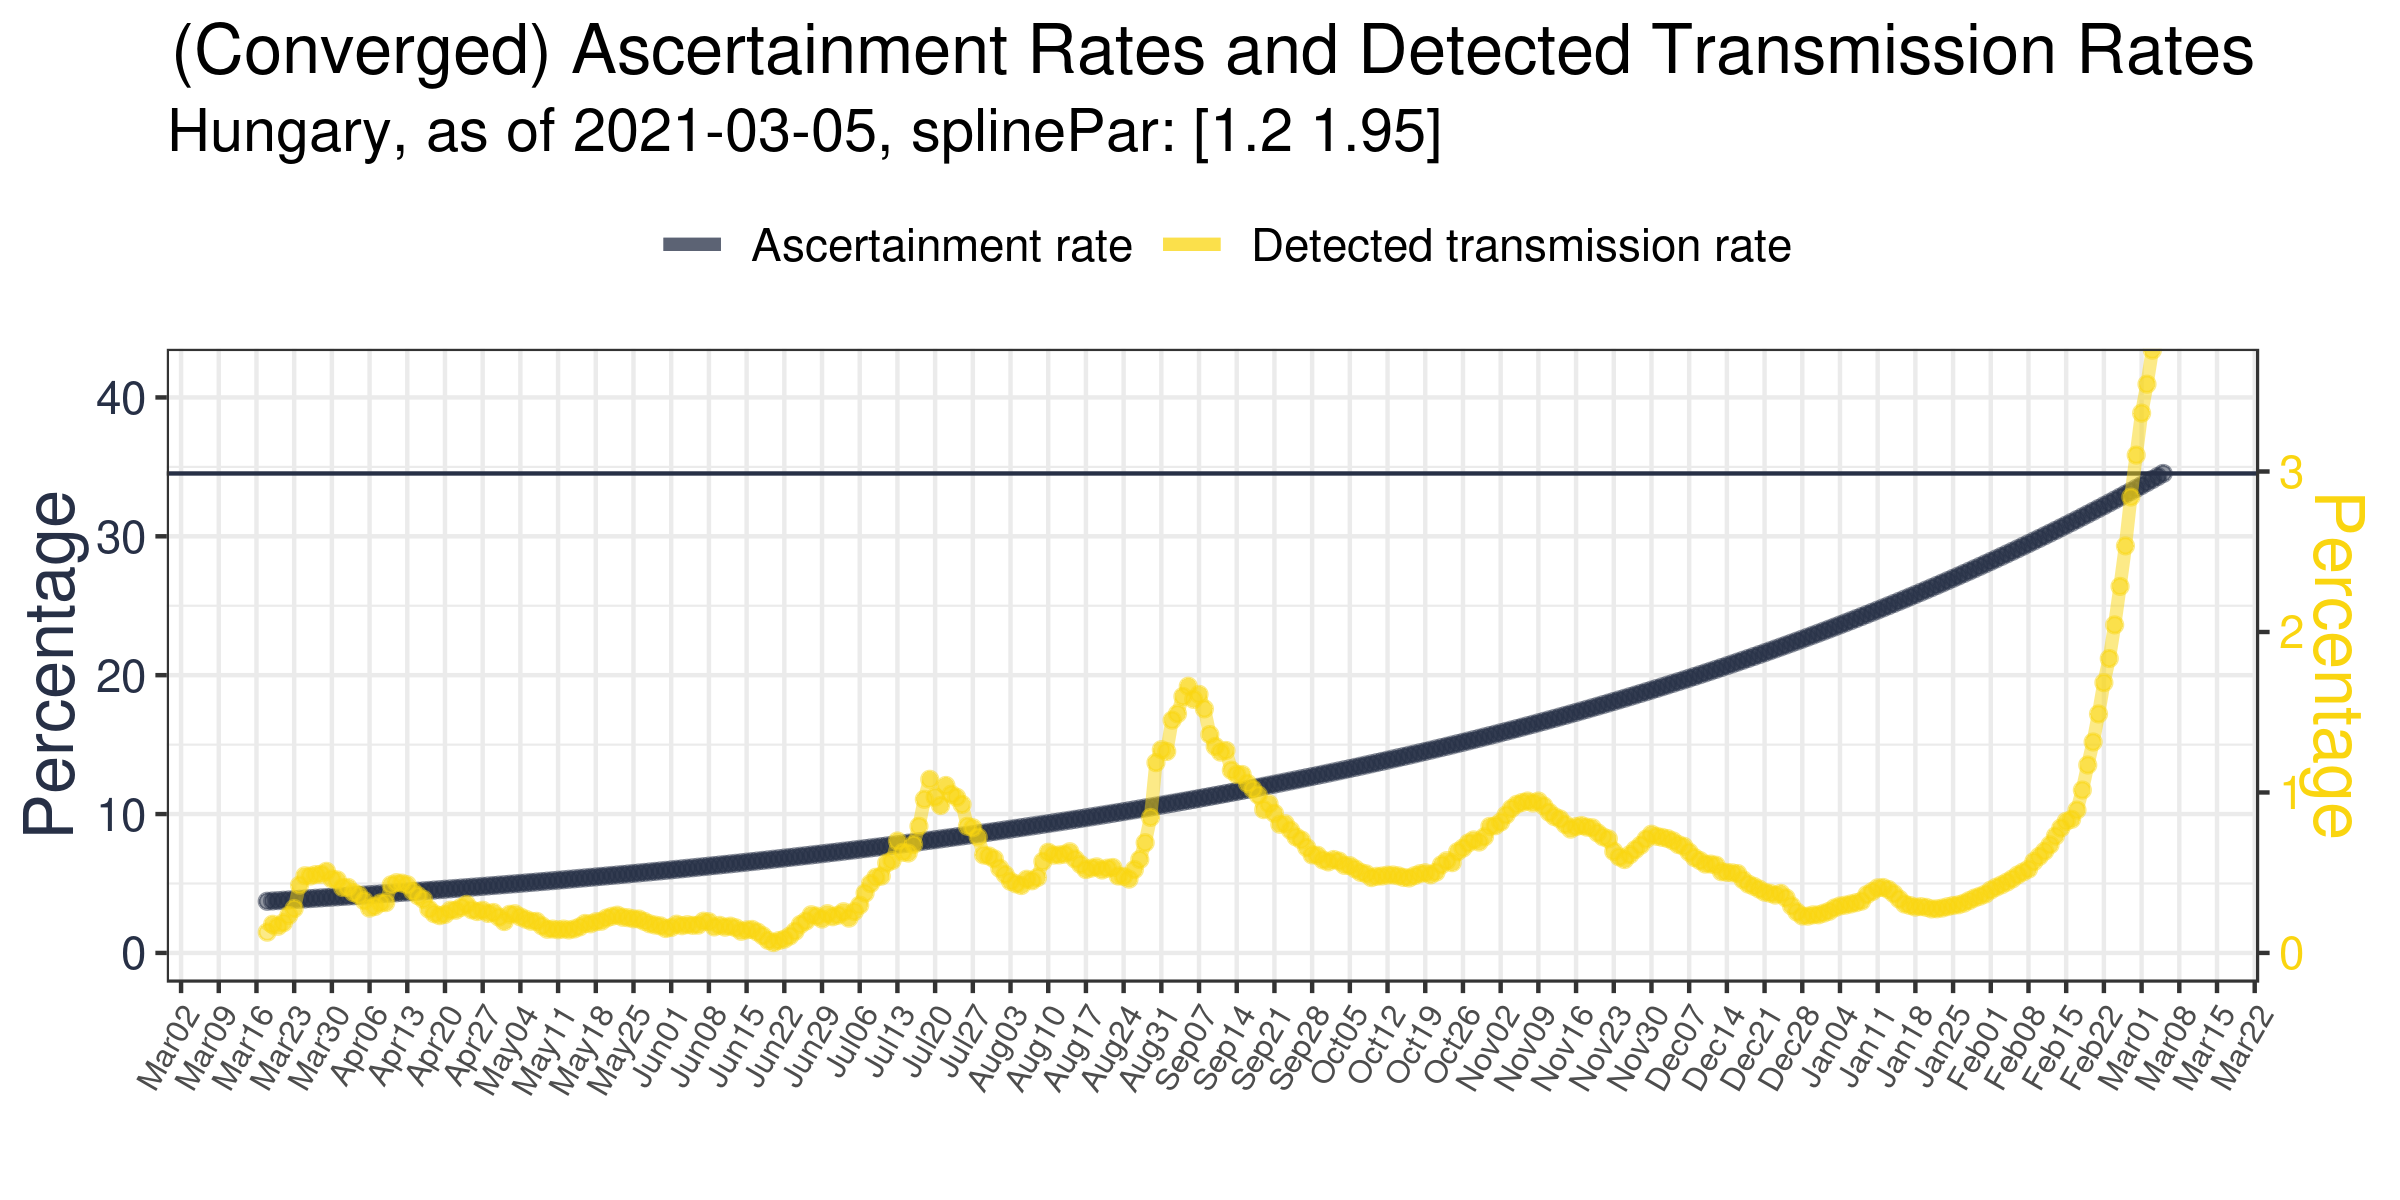 (Converged) Ascertainment Rates and Detected Transmission Rates
Hungary, as of 2021-03-05, splinePar: [1.2 1.95]
Ascertainment rate
Detected transmission rate
Percentage
40
30
20
10
0
3
2
1
0
Percentage
Mar02
Mar09
Mar16
Mar23
Mar30
Apr06
Apr13
Apr20
Apr27
May04
May11
May18
May25
Jun01
Jun08
Jun15
Jun22
Jun29
Jul06
Jul13
Jul20
Jul27
Aug03
Aug10
Aug17
Aug24
Aug31
Sep07
Sep14
Sep21
Sep28
Oct05
Oct12
Oct19
Oct26
Nov02
Nov09
Nov16
Nov23
Nov30
Dec07
Dec14
Dec21
Dec28
Jan04
Jan11
Jan18
Jan25
Feb01
Feb08
Feb15
Feb22
Mar01
Mar08
Mar15
Mar22